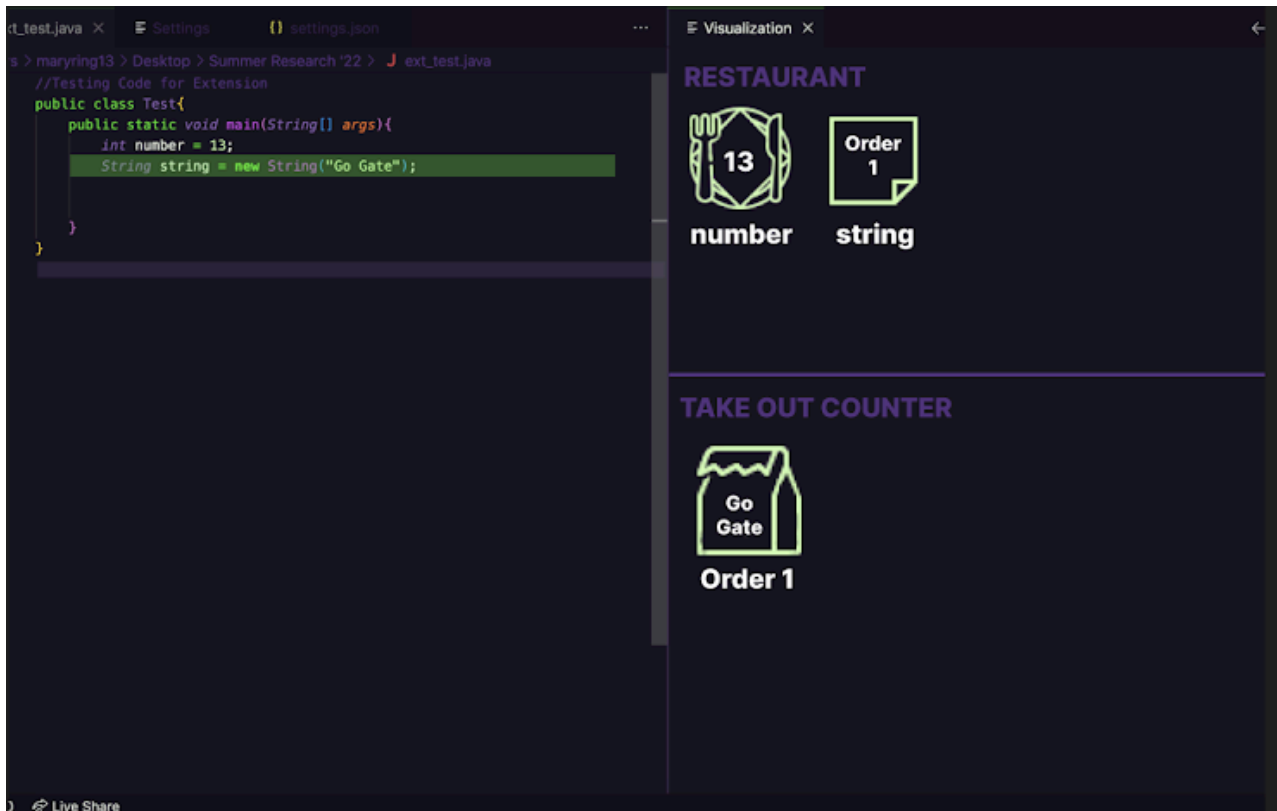 xt_test.java × Settings {} settings.json ...
s > maryring13 > Desktop > Summer Research '22 > J ext_test.java
//Testing Code for Extension
public class Test{
public static void main(String[] args){
int number = 13;
String string = new String("Go Gate");
}
}
Live Share
Visualization ×
RESTAURANT
13
number
Order
1
string
TAKE OUT COUNTER
Go
Gate
Order 1